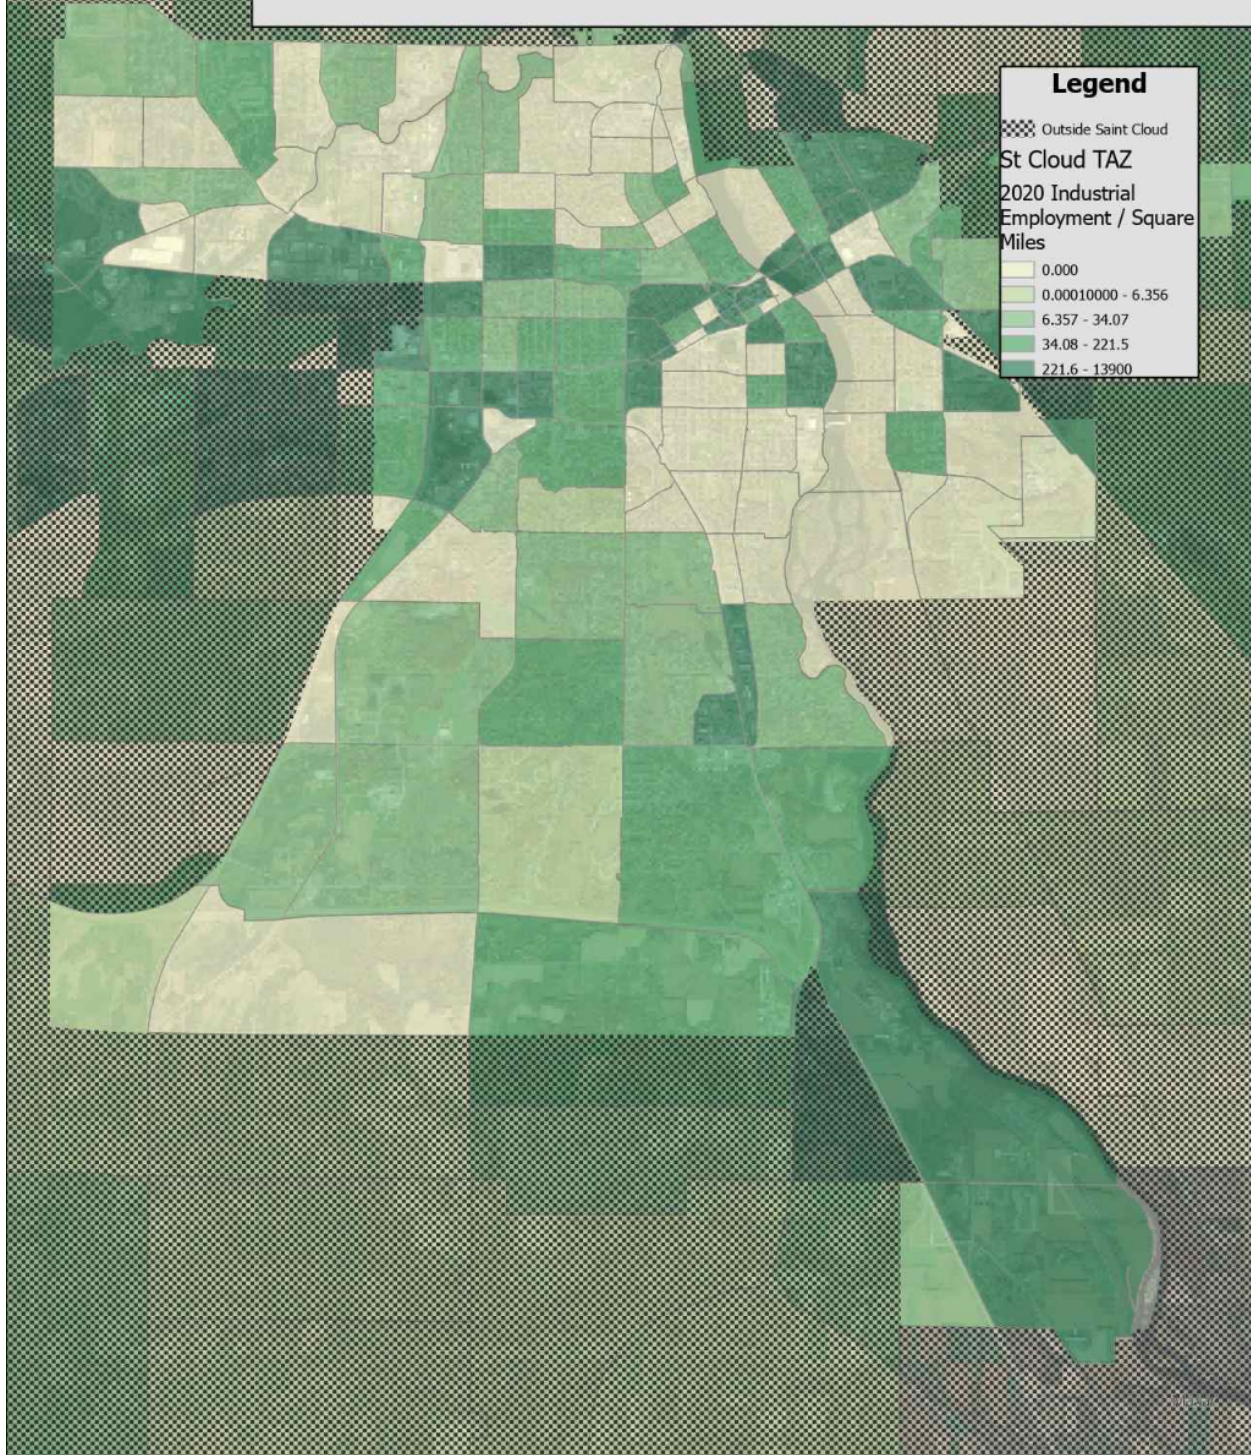 Legend
Outside Saint Cloud
St Cloud TAZ
2020 Industrial
Employment / Square
Miles
0.000
0.00010000 - 6.356
6.357 - 34.07
34.08 - 221.5
221.6 - 13900